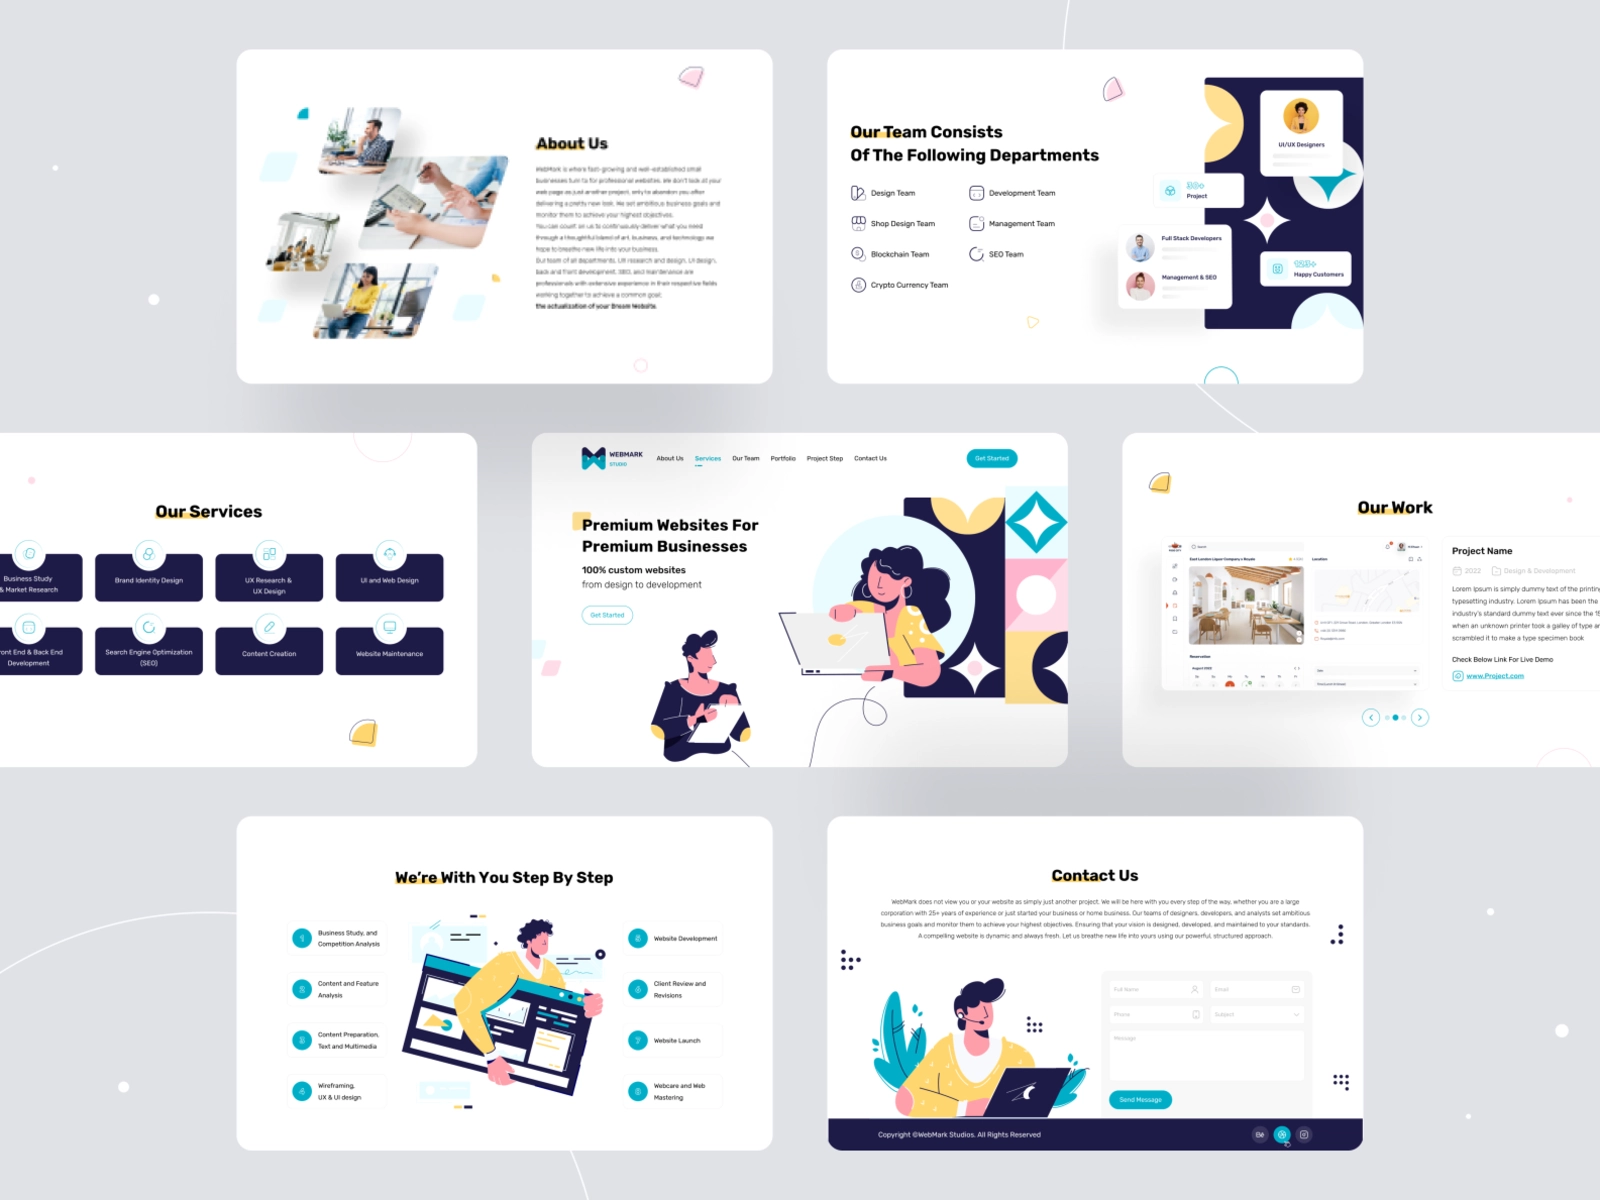 About Us
WebMark is where fast-growing and well-established small
businesses turn to for professional websites. We don't look at your
web page as just another project, only to abandon you after
delivering a pretty new look. We set ambitious business goals and
monitor them to achieve your highest objectives.
You can count on us to continuously deliver what you need
through a thoughtful blend of art, business, and technology we
hope to breathe new life into your business.
Our team of all departments, UX research and design, UI design,
back and front development, SEO, and maintenance are
professionals with extensive experience in their respective fields
working together to achieve a common goal:
the actualization of your Dream Website.
Our Team Consists
Of The Following Departments
Design Team
Development Team
Shop Design Team
Management Team
Blockchain Team
SEO Team
Crypto Currency Team
UI/UX Designers
Project
Full Stack Developers
Management & SEO
Happy Customers
Our Services
Business Study
& Market Research
Brand Identity Design
UX Research &
UX Design
UI and Web Design
ront End & Back End
Development
Search Engine Optimization
(SEO)
Content Creation
Website Maintenance
WEBMARK
STUDIO
About Us
Services
Our Team
Portfolio
Project Step
Contact Us
Get Started
Premium Websites For
Premium Businesses
100% custom websites
from design to development
Get Started
Our Work
Search
East London Liquor Company x Rosalia
Location
Reservation
August 2022
Project Name
2022
Design & Development
Lorem Ipsum is simply dummy text of the printing
typesetting industry. Lorem Ipsum has been the
industry's standard dummy text ever since the 15
when an unknown printer took a galley of type an
scrambled it to make a type specimen book
Check Below Link For Live Demo
www.Project.com
We're With You Step By Step
Business Study, and
Competition Analysis
Content and Feature
Analysis
Content Preparation,
Text and Multimedia
Wireframing,
UX & UI design
Website Development
Client Review and
Revisions
Website Launch
Webcare and Web
Mastering
Contact Us
WebMark does not view you or your website as simply just another project. We will be here with you every step of the way, whether you are a large
corporation with 25+ years of experience or just started your business or home business. Our teams of designers, developers, and analysts set ambitious
business goals and monitor them to achieve your highest objectives. Ensuring that your vision is designed, developed, and maintained to your standards.
A compelling website is dynamic and always fresh. Let us breathe new life into yours using our powerful, structured approach.
Full Name
Email
Phone
Subject
Message
Send Message
Copyright ©WebMark Studios. All Rights Reserved
Bē